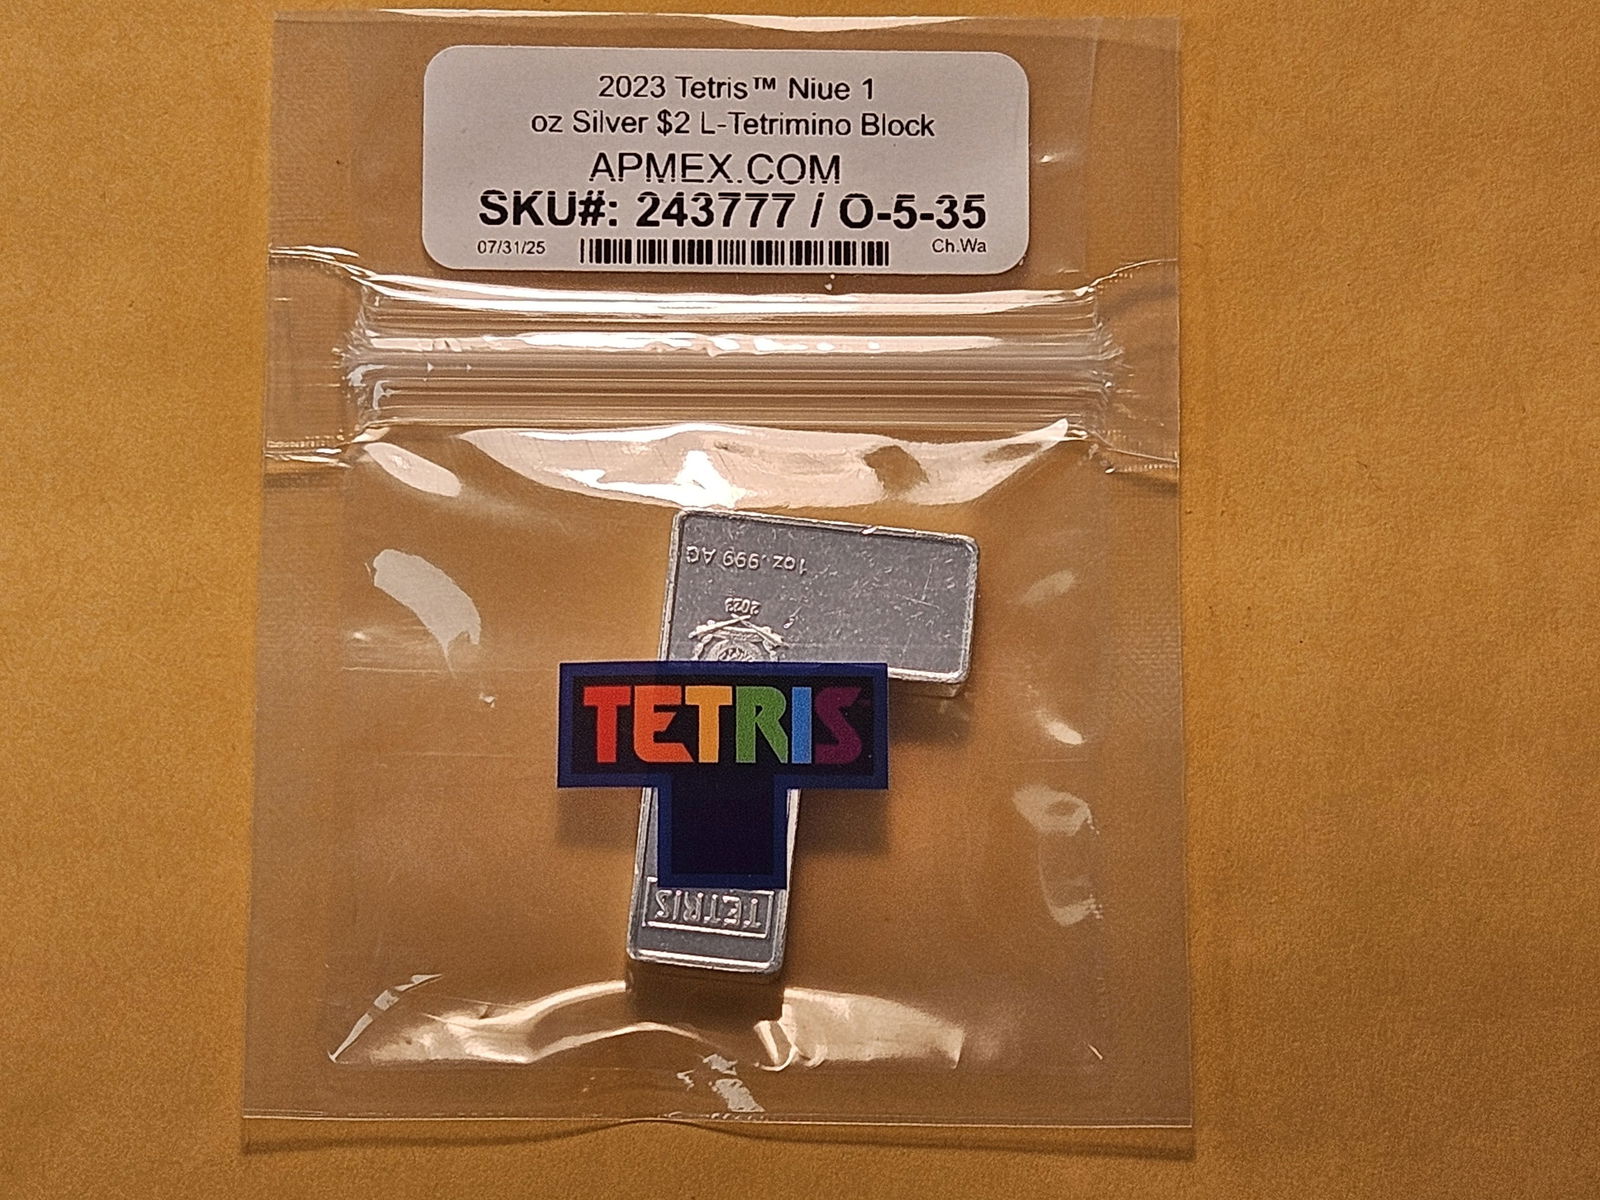 2023 Tetris™ Niue 1
oz Silver $2 L-Tetrimino Block
APMEX.COM
SKU#: 243777 / O-5-35
07/31/25
Ch.Wa
1oz .999 AG
2023
TETRIS
TETRIS